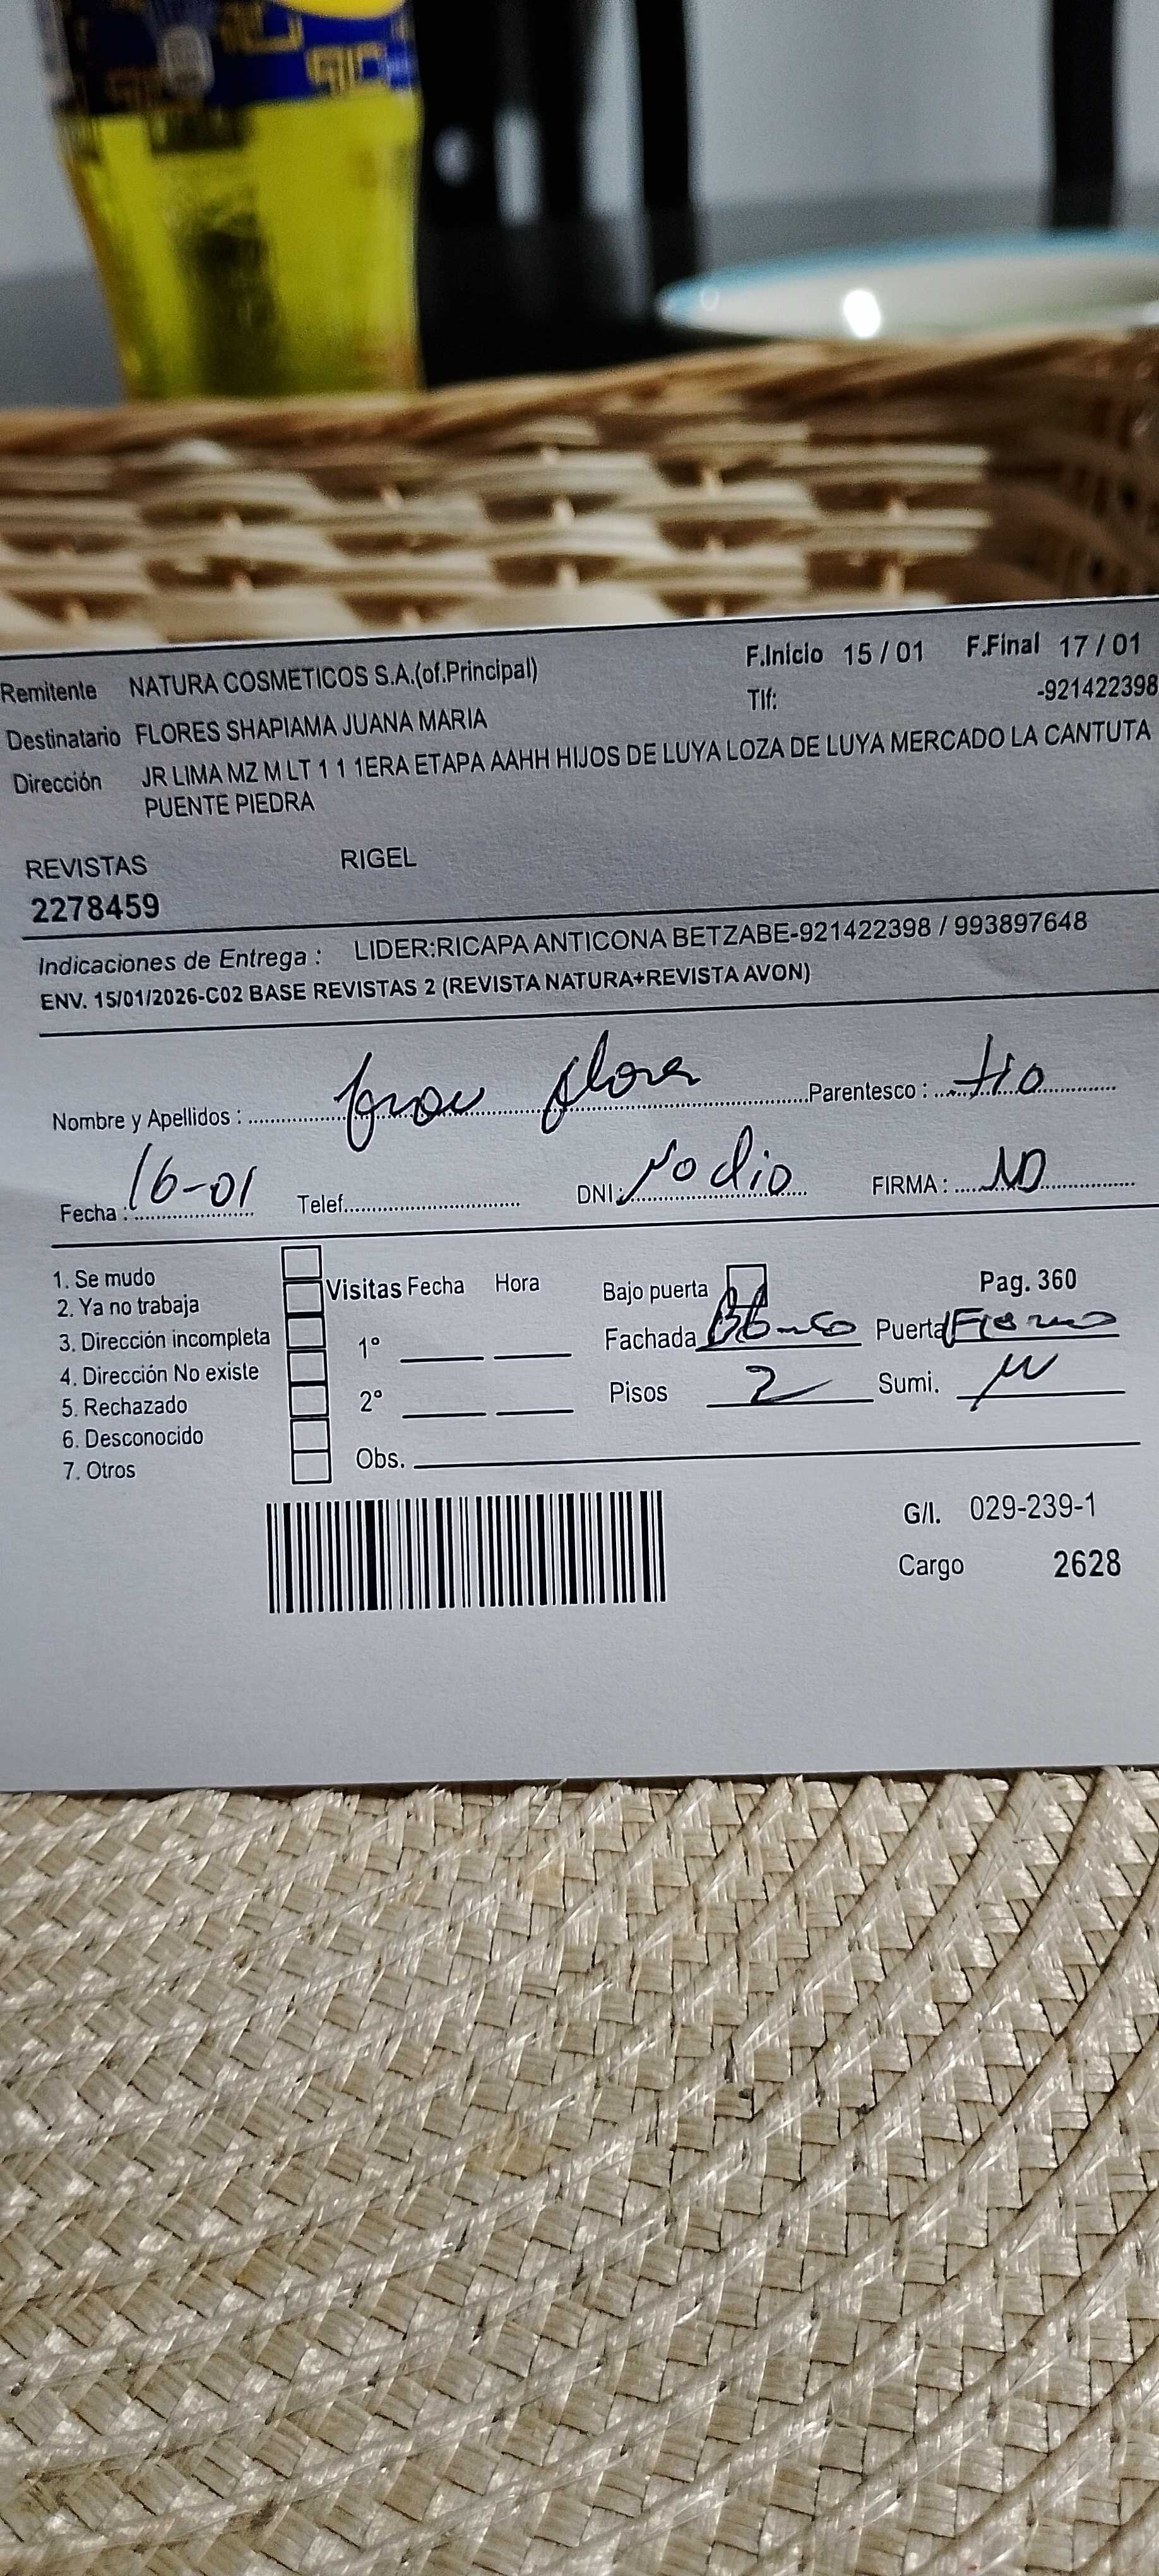 Remitente NATURA COSMETICOS S.A.(of.Principal) F.Inicio 15 / 01 F.Final 17 / 01
Tlf: -921422398
Destinatario FLORES SHAPIAMA JUANA MARIA
Dirección JR LIMA MZ M LT 1 1 1ERA ETAPA AAHH HIJOS DE LUYA LOZA DE LUYA MERCADO LA CANTUTA
PUENTE PIEDRA
REVISTAS RIGEL
2278459
Indicaciones de Entrega : LIDER:RICAPA ANTICONA BETZABE-921422398 / 993897648
ENV. 15/01/2026-C02 BASE REVISTAS 2 (REVISTA NATURA+REVISTA AVON)
Nombre y Apellidos : Flores Parentesco : tio
Fecha : 16-01 Telef. DNI: No dio FIRMA : ND
1. Se mudo
2. Ya no trabaja
3. Dirección incompleta
4. Dirección No existe
5. Rechazado
6. Desconocido
7. Otros
Visitas Fecha Hora
1°
2°
Obs.
Bajo puerta Pag. 360
Fachada Blanco Puerta Fierro
Pisos 2 Sumi.
G/l. 029-239-1
Cargo 2628